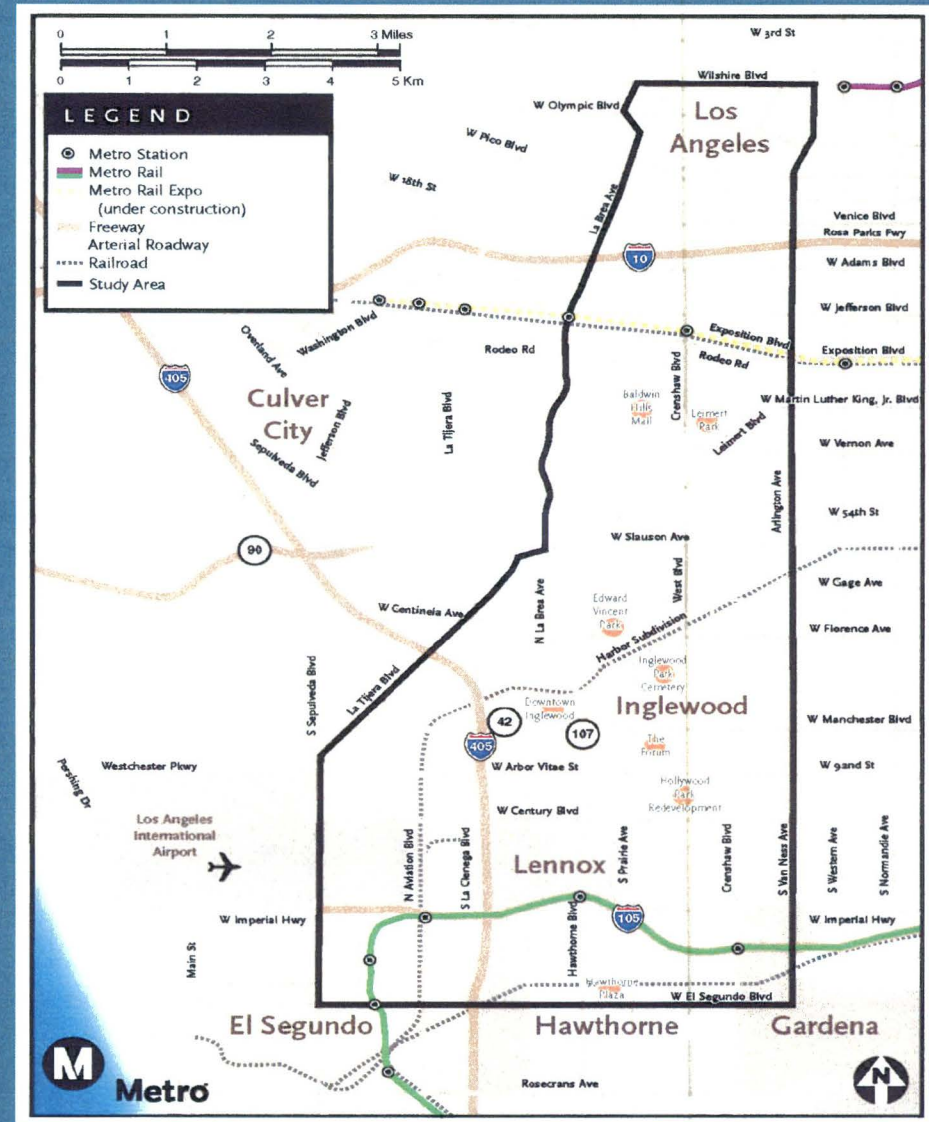 0 1 2 3 Miles
0 1 2 3 4 5 Km
LEGEND
Metro Station
Metro Rail
Metro Rail Expo
(under construction)
Freeway
Arterial Roadway
Railroad
Study Area
W 3rd St
Wilshire Blvd
W Olympic Blvd
Los
Angeles
W Pico Blvd
W 18th St
La Brea Ave
Venice Blvd
Rosa Parks Fwy
10
W Adams Blvd
W Jefferson Blvd
Washington Blvd
Overland Ave
Exposition Blvd
Rodeo Rd
Rodeo Rd
Exposition Blvd
405
Culver
City
Jefferson Blvd
Sepulveda Blvd
La Tijera Blvd
Baldwin
Hills
Mall
Crenshaw Blvd
Leimert
Park
Leimert Blvd
W Martin Luther King, Jr. Blvd
W Vernon Ave
Arlington Ave
W 54th St
90
W Slauson Ave
West Blvd
W Gage Ave
W Centinela Ave
N La Brea Ave
Edward
Vincent
Park
Harbor Subdivision
W Florence Ave
S Sepulveda Blvd
La Tijera Blvd
Inglewood
Park
Cemetery
Downtown
Inglewood
Inglewood
42
107
405
W Manchester Blvd
The
Forum
Westchester Pkwy
Pershing Dr
W Arbor Vitae St
W 92nd St
Hollywood
Park
Redevelopment
W Century Blvd
Los Angeles
International
Airport
N Aviation Blvd
S La Cienega Blvd
Lennox
S Prairie Ave
Crenshaw Blvd
S Van Ness Ave
S Western Ave
S Normandie Ave
W Imperial Hwy
Main St
Hawthorne Blvd
105
W Imperial Hwy
Hawthorne
Plaza
W El Segundo Blvd
El Segundo
Hawthorne
Gardena
M
Metro
Rosecrans Ave
N